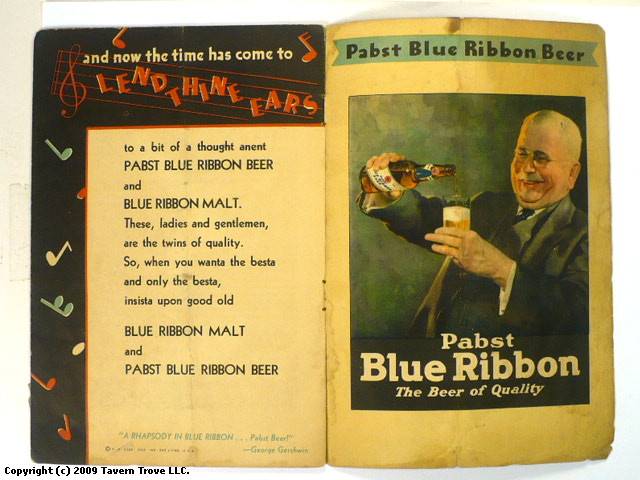 and now the time has come to
LEND THINE EARS
to a bit of a thought anent
PABST BLUE RIBBON BEER
and
BLUE RIBBON MALT.
These, ladies and gentlemen,
are the twins of quality.
So, when you wanta the besta
and only the besta,
insista upon good old
BLUE RIBBON MALT
and
PABST BLUE RIBBON BEER
"A RHAPSODY IN BLUE RIBBON . . . Pabst Beer!"
—George Gershwin
Pabst Blue Ribbon Beer
Pabst
Blue Ribbon
The Beer of Quality
Copyright (c) 2009 Tavern Trove LLC.